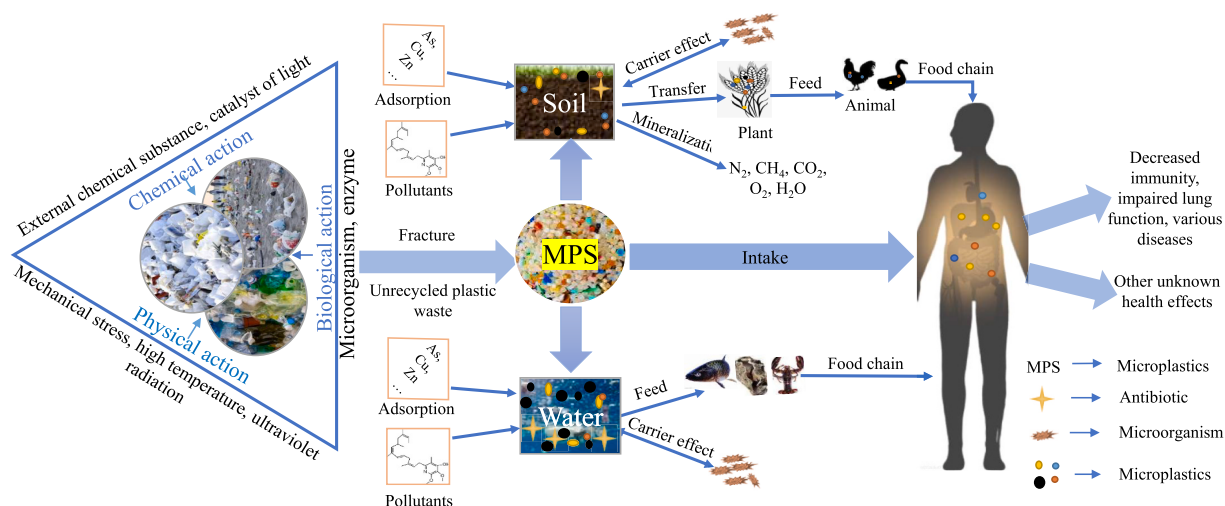 External chemical substance, catalyst of light
Chemical action
Microorganism, enzyme
Biological action
Physical action
Mechanical stress, high temperature, ultraviolet
radiation
Fracture
Unrecycled plastic
waste
As,
Cu,
Zn
...
Adsorption
Pollutants
Soil
Carrier effect
Transfer
Mineralizati
Plant
Feed
Animal
Food chain
N2, CH4, CO2,
O2, H2O
MPS
Intake
Decreased
immunity,
impaired lung
function, various
diseases
Other unknown
health effects
As,
Cu,
Zn
...
Adsorption
Pollutants
Water
Feed
Carrier effect
Food chain
MPS
Microplastics
Antibiotic
Microorganism
Microplastics